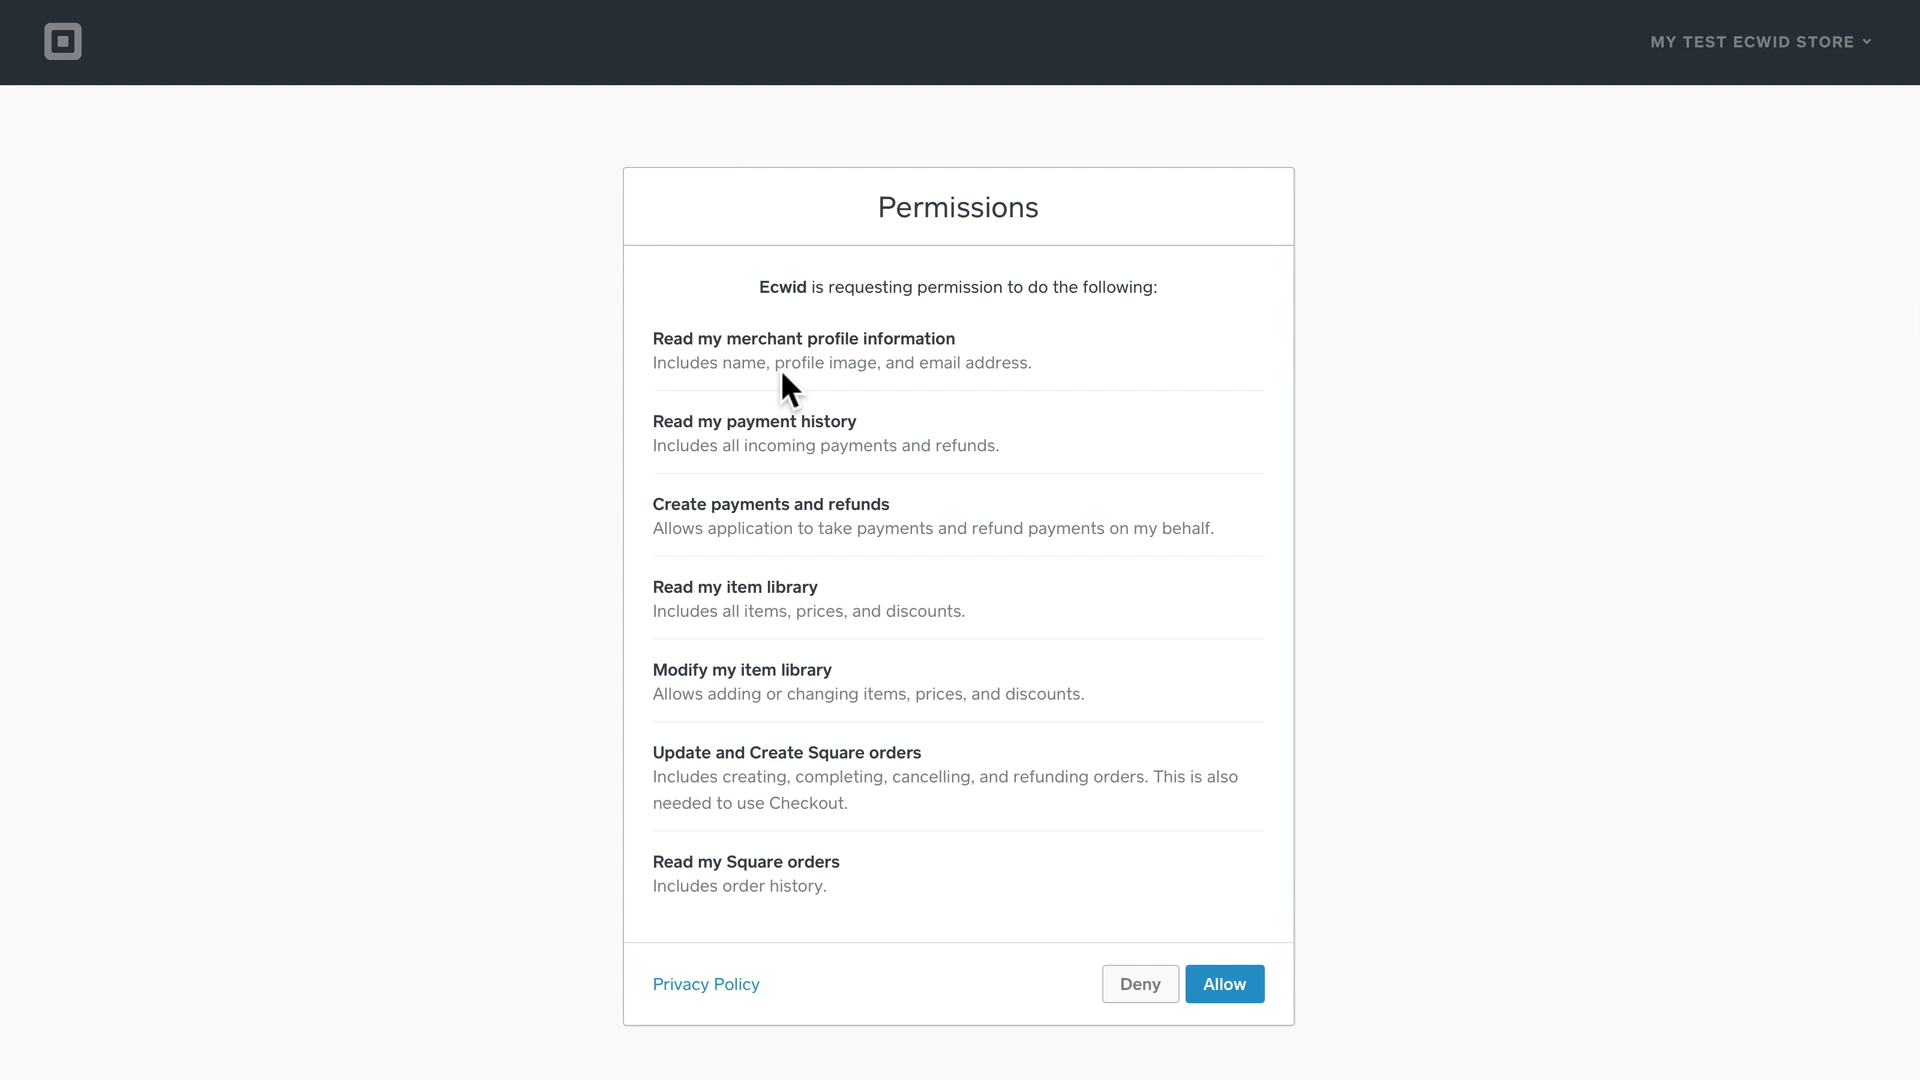 MY TEST ECWID STORE
Permissions
Ecwid is requesting permission to do the following:
Read my merchant profile information
Includes name, profile image, and email address.
Read my payment history
Includes all incoming payments and refunds.
Create payments and refunds
Allows application to take payments and refund payments on my behalf.
Read my item library
Includes all items, prices, and discounts.
Modify my item library
Allows adding or changing items, prices, and discounts.
Update and Create Square orders
Includes creating, completing, cancelling, and refunding orders. This is also
needed to use Checkout.
Read my Square orders
Includes order history.
Privacy Policy
Deny
Allow